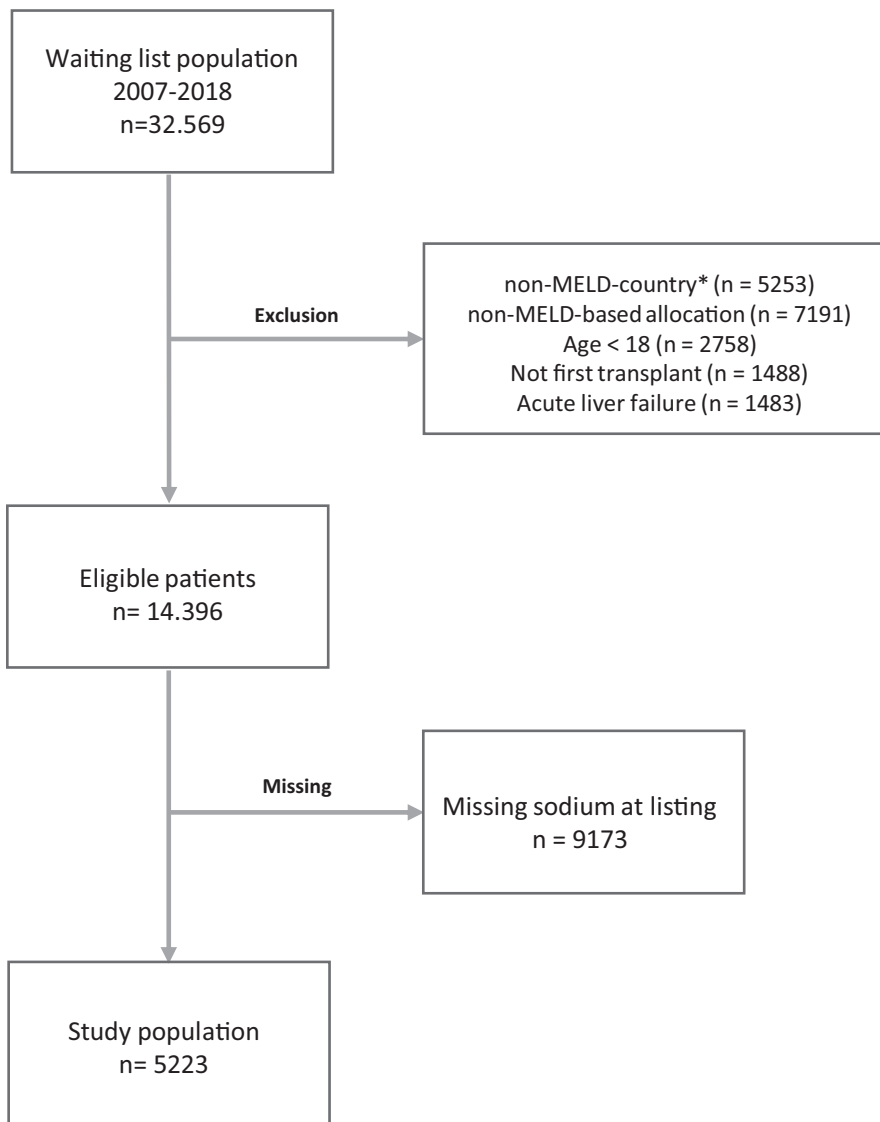 Waiting list population
2007-2018
n=32.569
non-MELD-country* (n = 5253)
non-MELD-based allocation (n = 7191)
Age < 18 (n = 2758)
Not first transplant (n = 1488)
Acute liver failure (n = 1483)
Exclusion
Eligible patients
n= 14.396
Missing
Missing sodium at listing
n = 9173
Study population
n= 5223